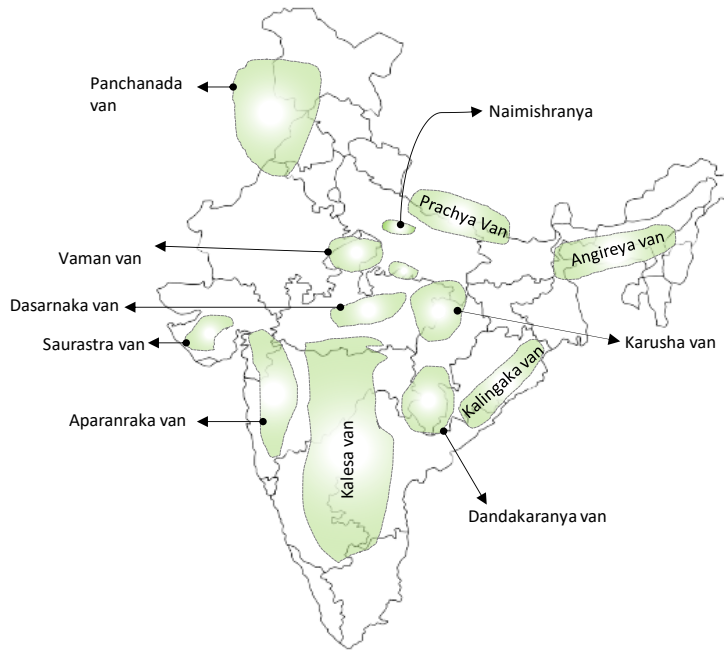 Panchanada
van
Naimishranya
Prachya Van
Angireya van
Vaman van
Dasarnaka van
Saurastra van
Karusha van
Kalingaka van
Aparanraka van
Kalesa van
Dandakaranya van